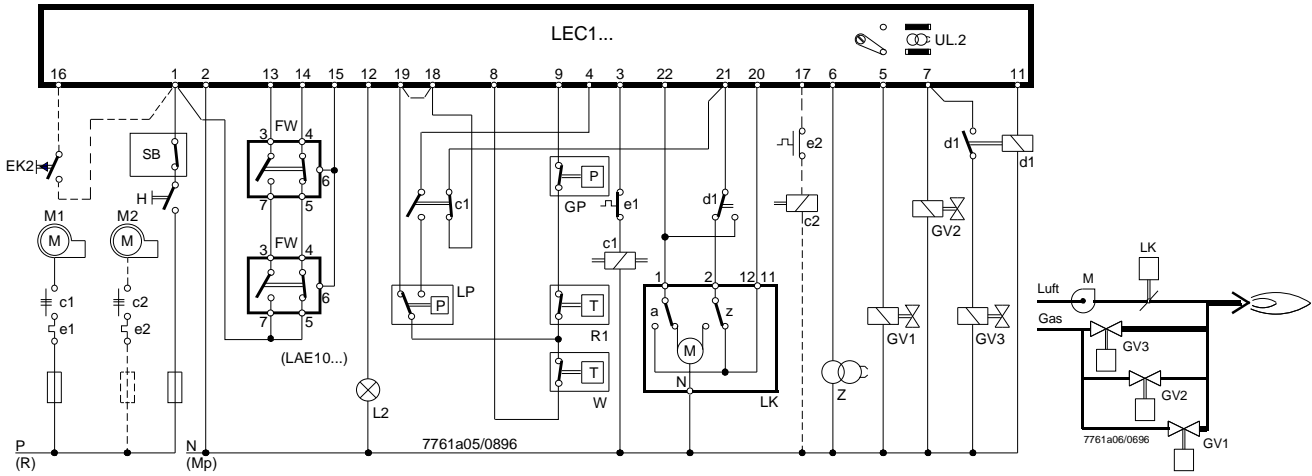 LEC1...
UL.2
16 1 2 13 14 15 12 19 18 8 9 4 3 22 21 20 17 6 5 7 11
3 FW 4
SB
EK2
e2
d1
d1
6
P
H
7 5
c1
GP
e1
d1
c2
GV2
M1 M2
M M
3 FW 4
c1
1 2 12 11
LK
6
LP
P
T
R1
a z
Luft
M
c1 c2
e1 e2
7 5
GV1
GV3
Gas
(LAE10...)
M
GV3
T
W
N
LK
Z
L2
GV2
P
(R)
N
(Mp)
7761a05/0896
7761a06/0696
GV1